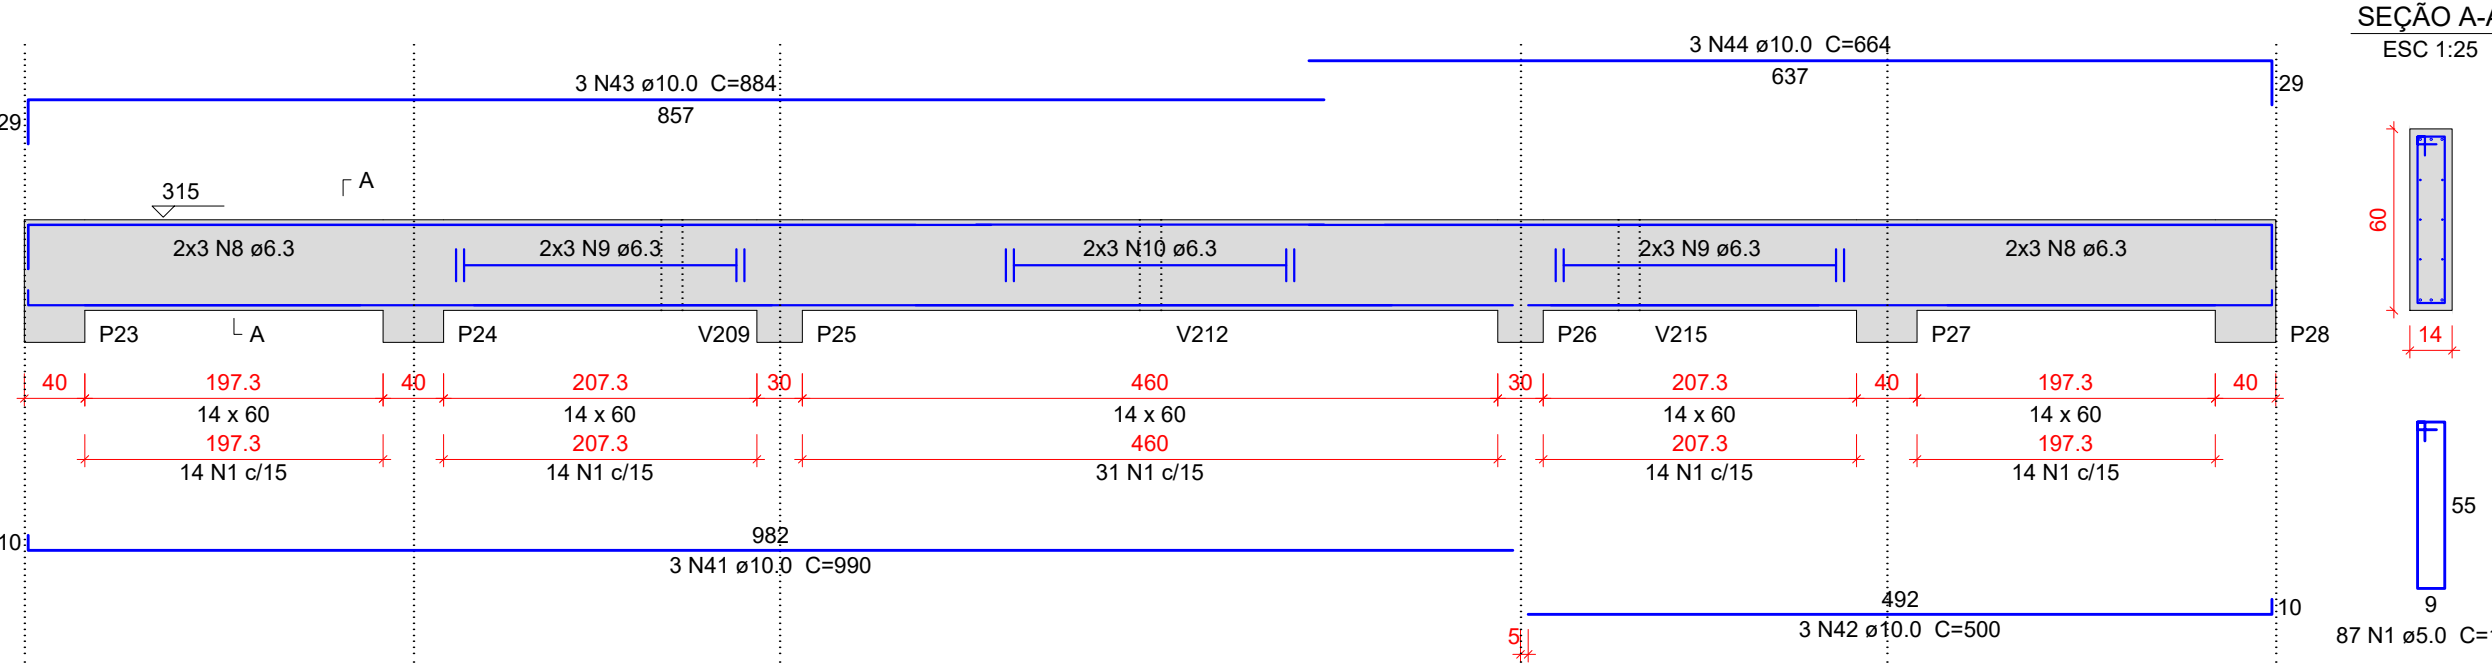 SEÇÃO A-A
ESC 1:25
3 N44 ø10.0 C=664
637
29
3 N43 ø10.0 C=884
857
29
A
315
2x3 N8 ø6.3
2x3 N9 ø6.3
2x3 N10 ø6.3
2x3 N9 ø6.3
2x3 N8 ø6.3
60
14
A
P23
P24
V209
P25
V212
P26
V215
P27
P28
40 197.3 40 207.3 30 460 30 207.3 40 197.3 40
14 x 60 14 x 60 14 x 60 14 x 60 14 x 60
197.3 207.3 460 207.3 197.3
14 N1 c/15 14 N1 c/15 31 N1 c/15 14 N1 c/15 14 N1 c/15
55
9
87 N1 ø5.0 C=
10
982
3 N41 ø10.0 C=990
492
10
3 N42 ø10.0 C=500
5